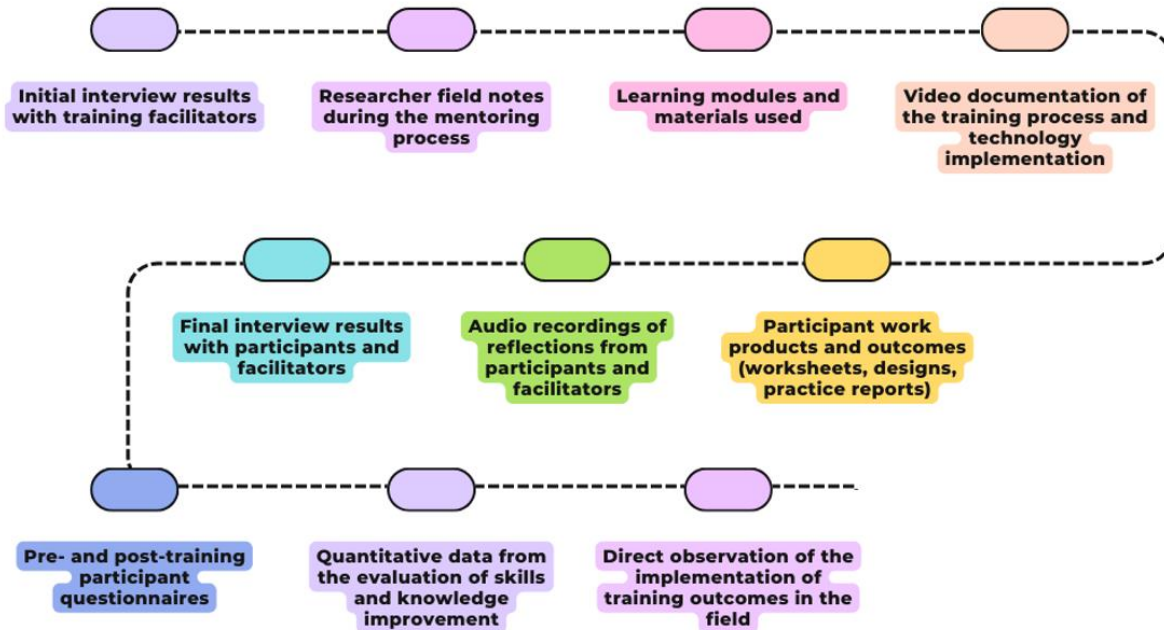 Initial interview results
with training facilitators
Researcher field notes
during the mentoring
process
Learning modules and
materials used
Video documentation of
the training process and
technology
implementation
Participant work
products and outcomes
(worksheets, designs,
practice reports)
Audio recordings of
reflections from
participants and
facilitators
Final interview results
with participants and
facilitators
Pre- and post-training
participant
questionnaires
Quantitative data from
the evaluation of skills
and knowledge
improvement
Direct observation of the
implementation of
training outcomes in the
field